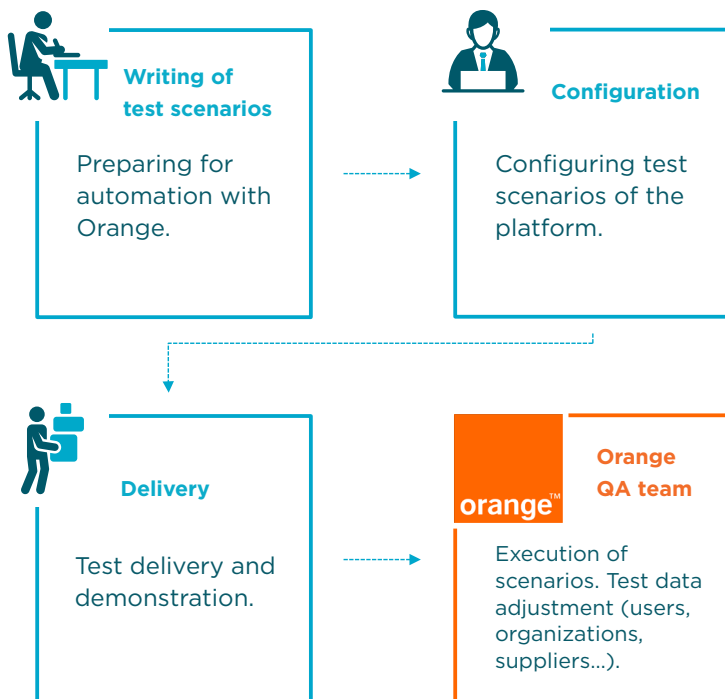 Writing of
test scenarios
Preparing for
automation with
Orange.
Configuration
Configuring test
scenarios of the
platform.
Delivery
Test delivery and
demonstration.
orange™
Orange
QA team
Execution of
scenarios. Test data
adjustment (users,
organizations,
suppliers...).